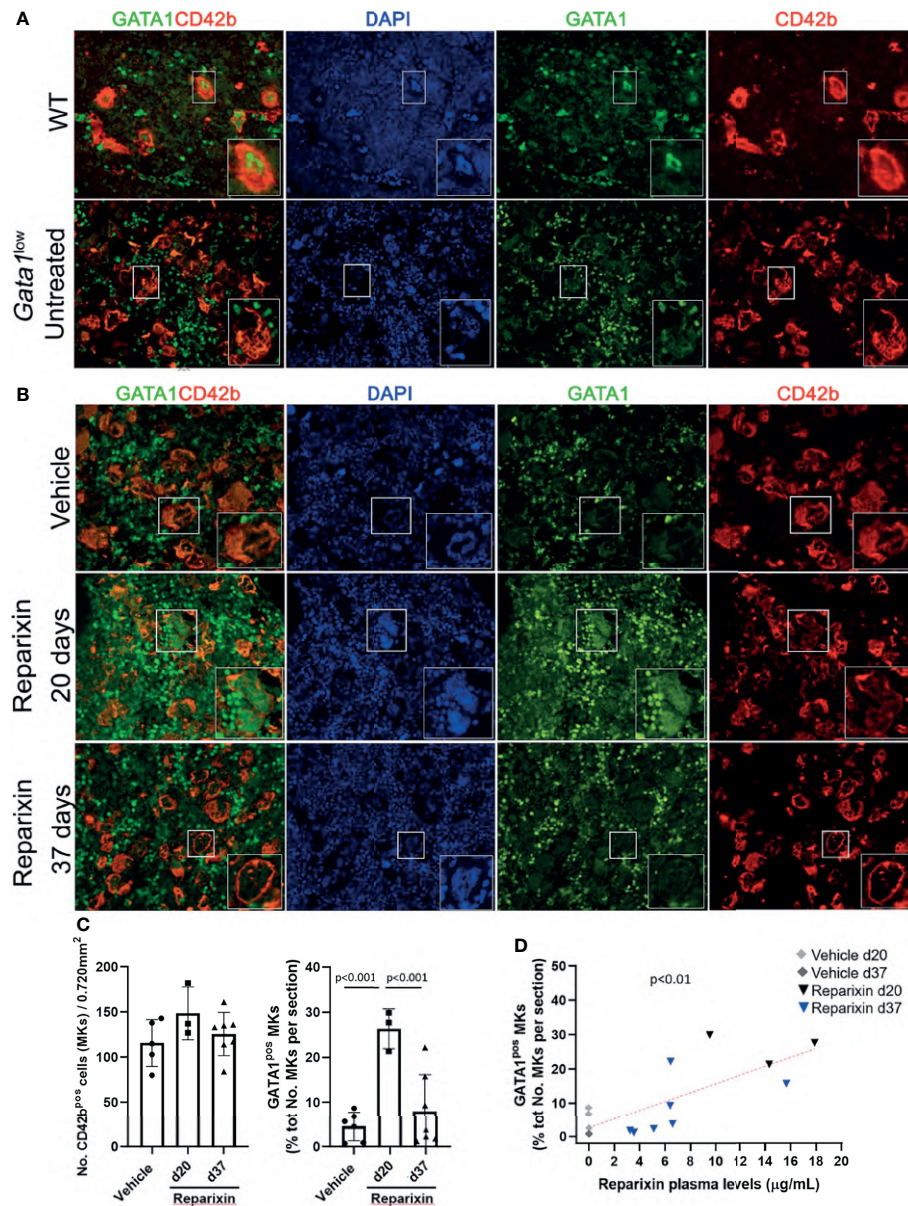 A
GATA1CD42b DAPI GATA1 CD42b
WT
Gata1low
Untreated
B
GATA1CD42b DAPI GATA1 CD42b
Vehicle
Reparixin
20 days
Reparixin
37 days
C
No. CD42bpos cells (MKs) / 0.720mm2
200
150
100
50
0
Vehicle
d20
d37
Reparixin
GATA1pos MKs
(% tot No. MKs per section)
40
30
20
10
0
p<0.001 p<0.001
Vehicle
d20
d37
Reparixin
D
GATA1pos MKs
(% tot No. MKs per section)
50
40
30
20
10
0
p<0.01
Vehicle d20
Vehicle d37
Reparixin d20
Reparixin d37
0 2 4 6 8 10 12 14 16 18 20
Reparixin plasma levels (µg/mL)